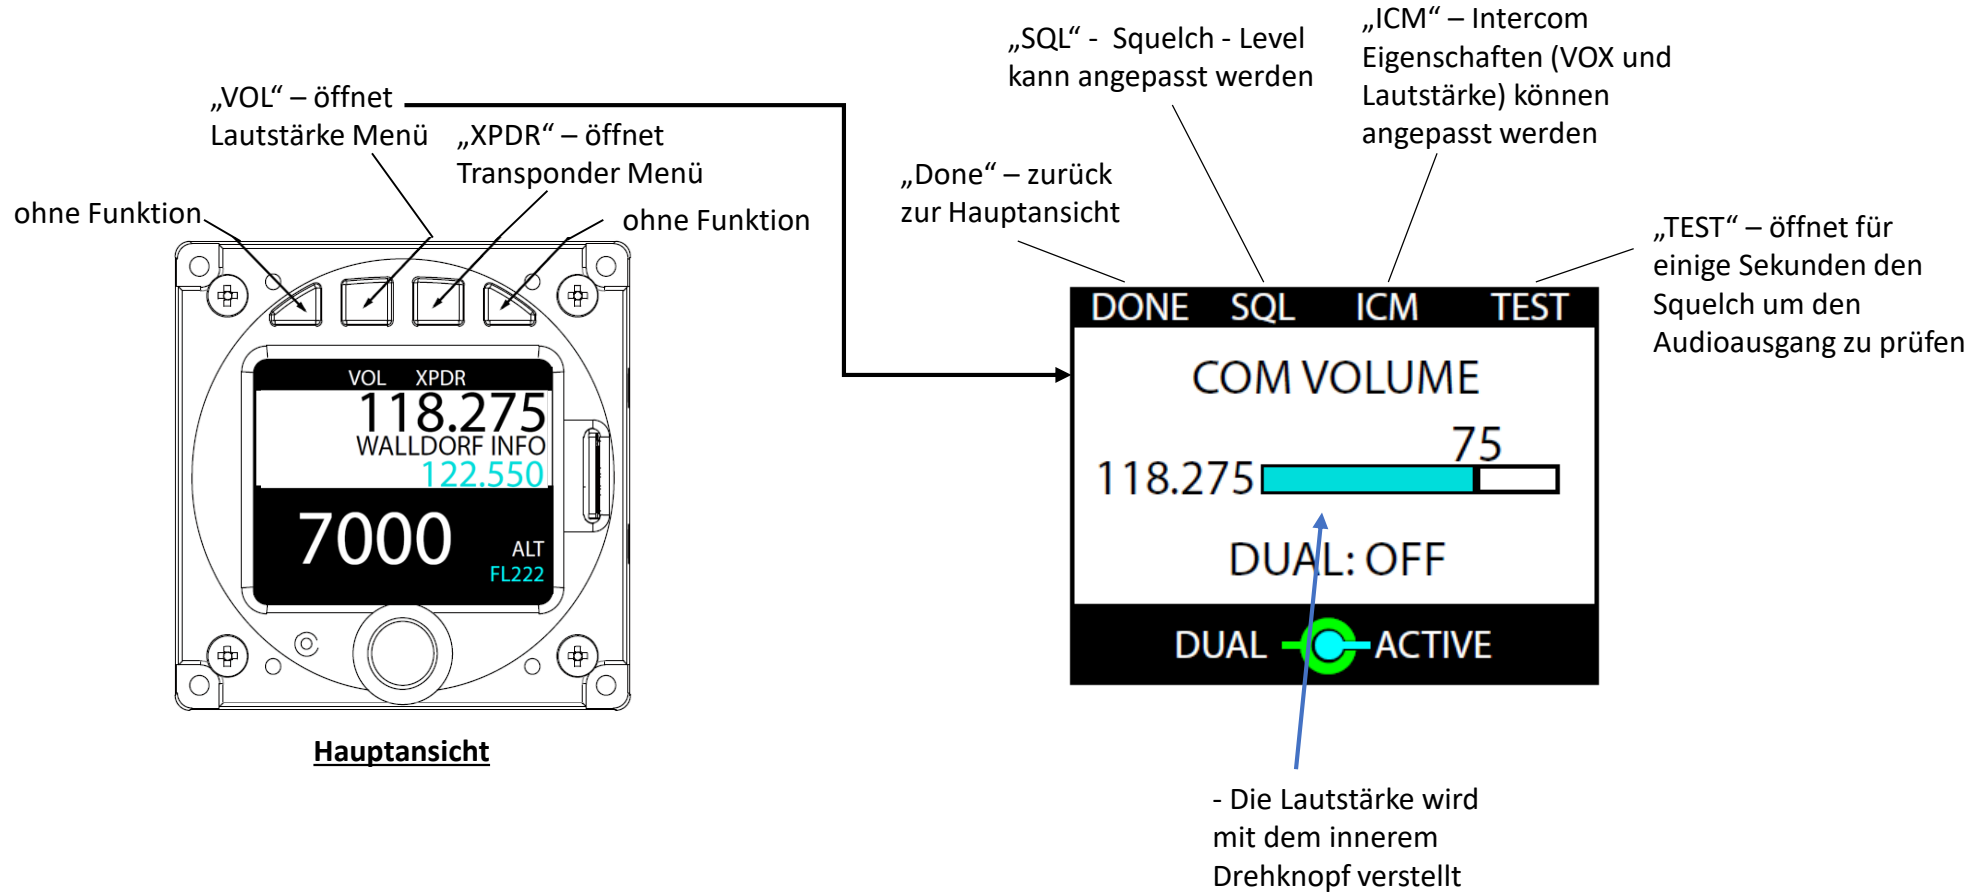 „VOL“ – öffnet
Lautstärke Menü
„XPDR“ – öffnet
Transponder Menü
ohne Funktion
ohne Funktion
VOL XPDR
118.275
WALLDORF INFO
122.550
7000
ALT
FL222
Hauptansicht
„SQL“ - Squelch - Level
kann angepasst werden
„ICM“ – Intercom
Eigenschaften (VOX und
Lautstärke) können
angepasst werden
„Done“ – zurück
zur Hauptansicht
„TEST“ – öffnet für
einige Sekunden den
Squelch um den
Audioausgang zu prüfen
DONE SQL ICM TEST
COM VOLUME
75
118.275
DUAL: OFF
DUAL ACTIVE
- Die Lautstärke wird
mit dem innerem
Drehknopf verstellt